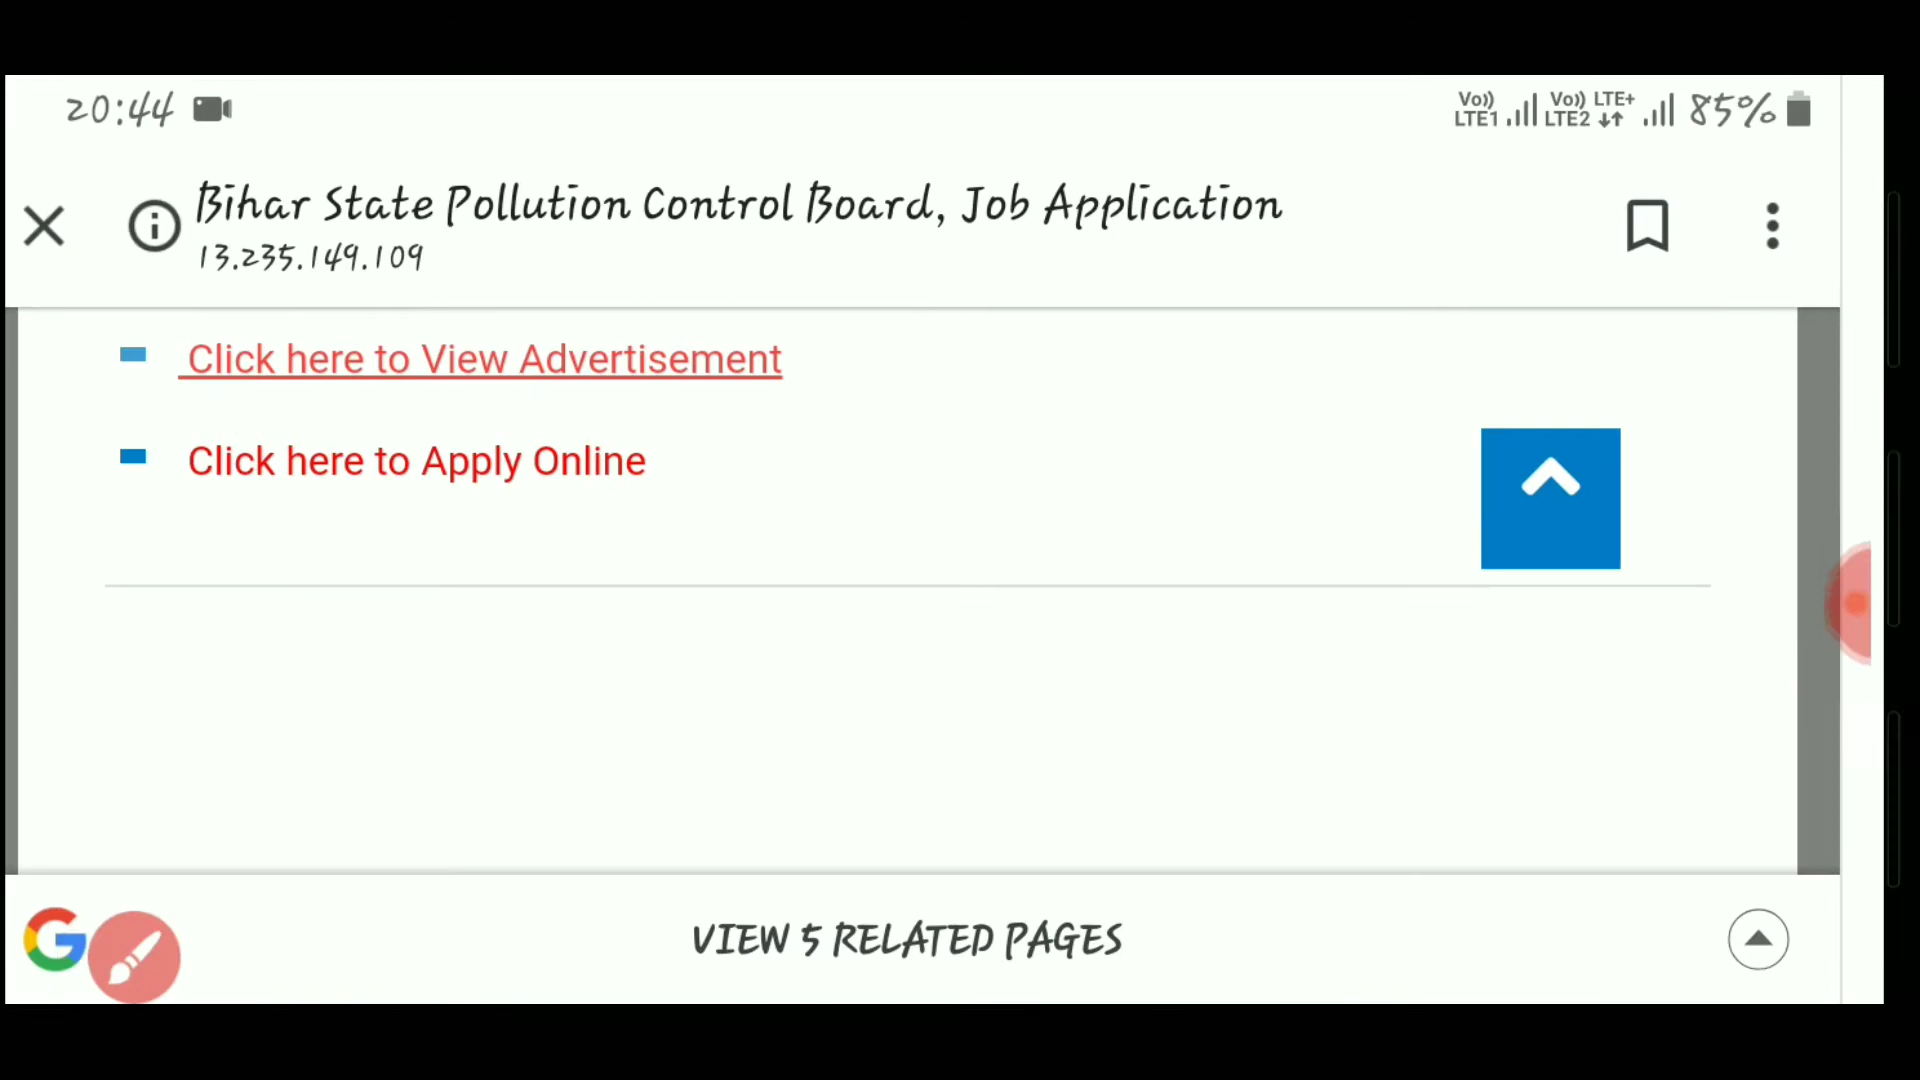 20:44
Vo)) LTE1 Vo)) LTE2 LTE+ 85%
Bihar State Pollution Control Board, Job Application
13.235.149.109
Click here to View Advertisement
Click here to Apply Online
VIEW 5 RELATED PAGES